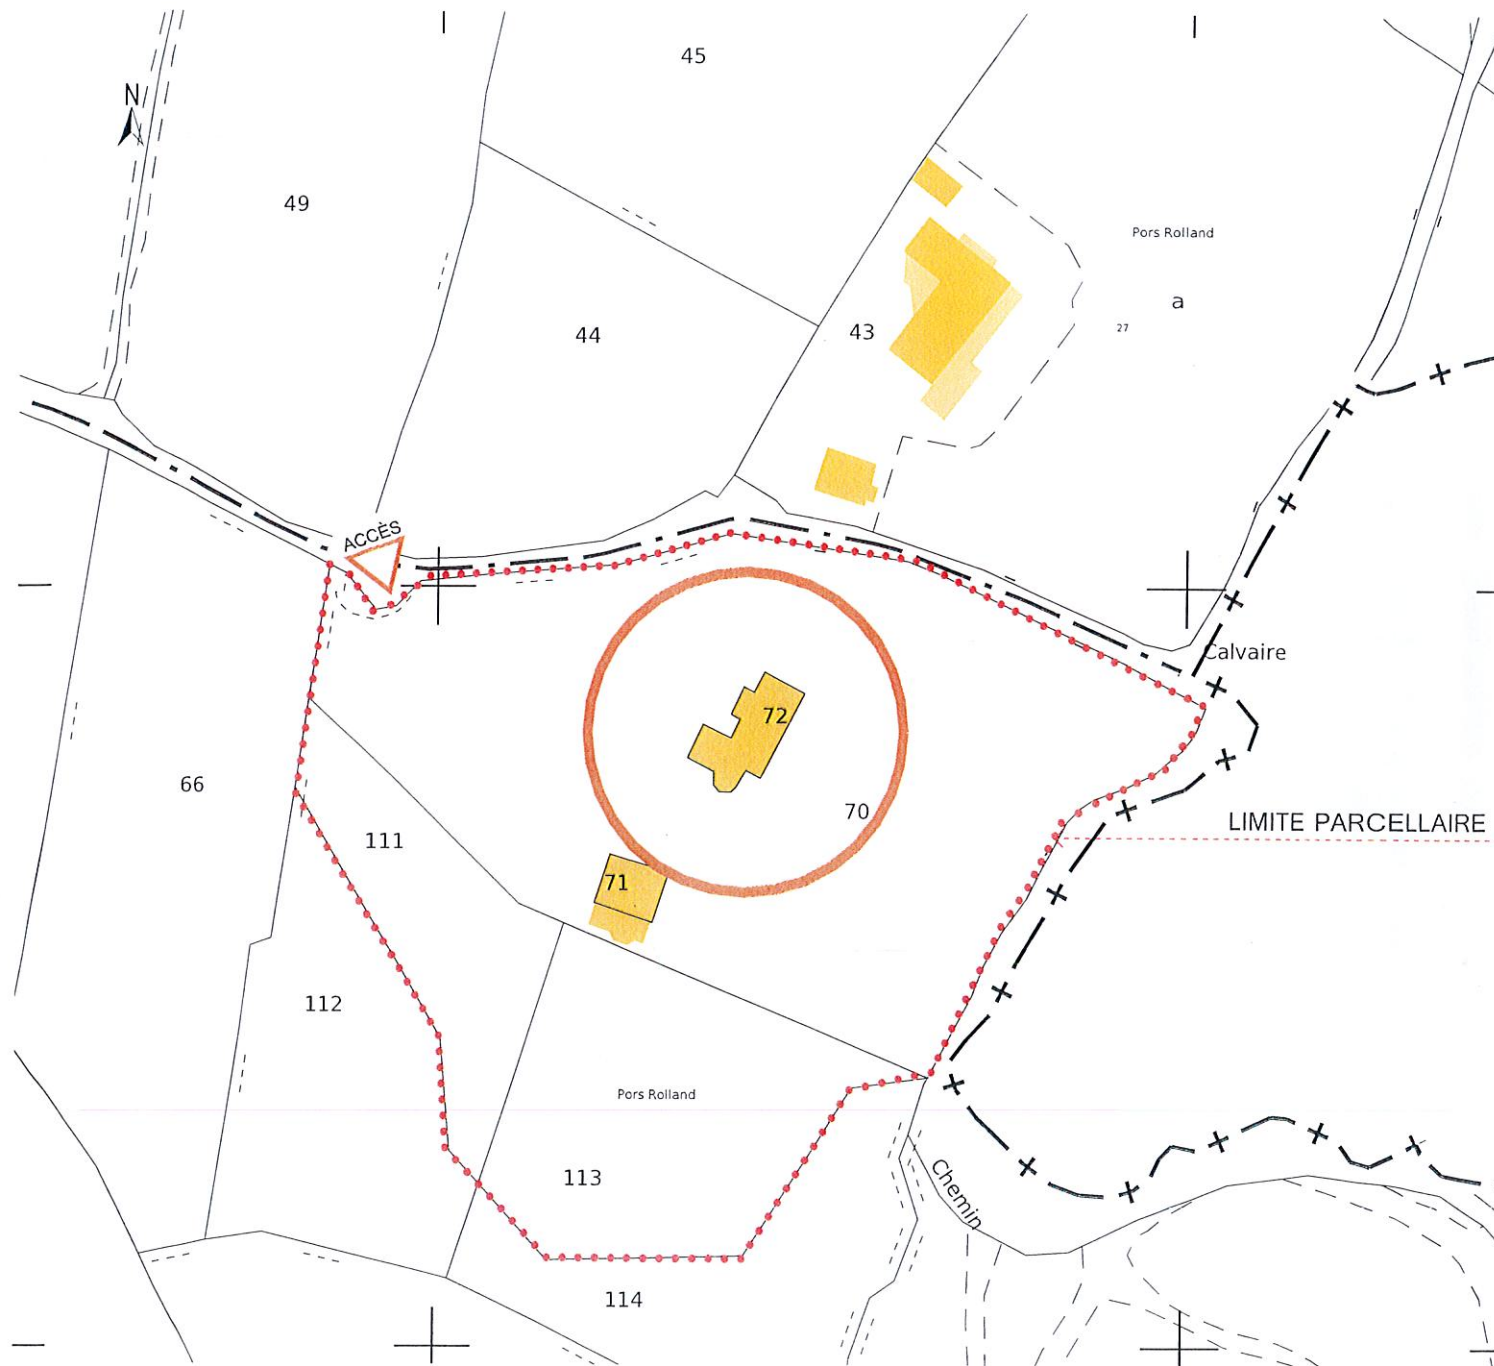 45
N
49
Pors Rolland
a
27
43
44
ACCÈS
Calvaire
72
66
70
LIMITE PARCELLAIRE
111
71
112
Pors Rolland
113
Chemin
114